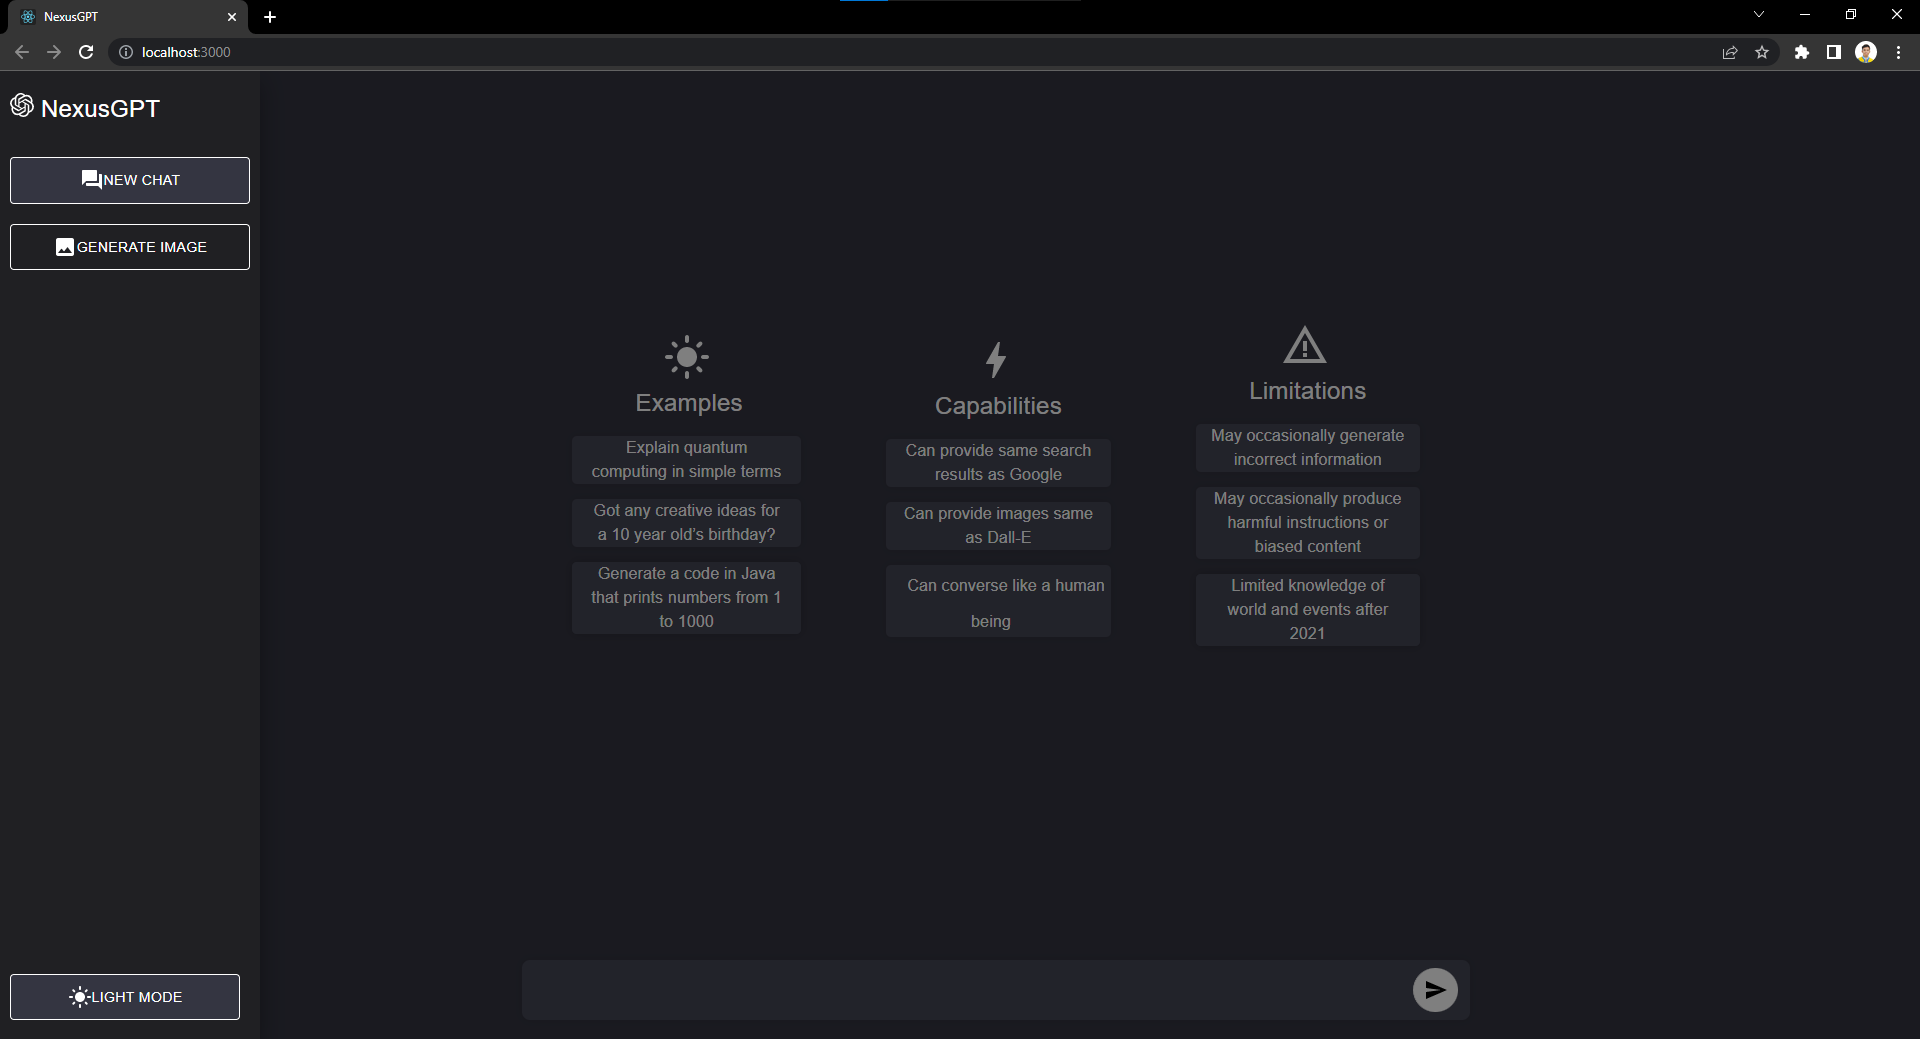 NexusGPT
localhost:3000
NexusGPT
NEW CHAT
GENERATE IMAGE
Examples
Explain quantum
computing in simple terms
Got any creative ideas for
a 10 year old's birthday?
Generate a code in Java
that prints numbers from 1
to 1000
Capabilities
Can provide same search
results as Google
Can provide images same
as Dall-E
Can converse like a human
being
Limitations
May occasionally generate
incorrect information
May occasionally produce
harmful instructions or
biased content
Limited knowledge of
world and events after
2021
LIGHT MODE